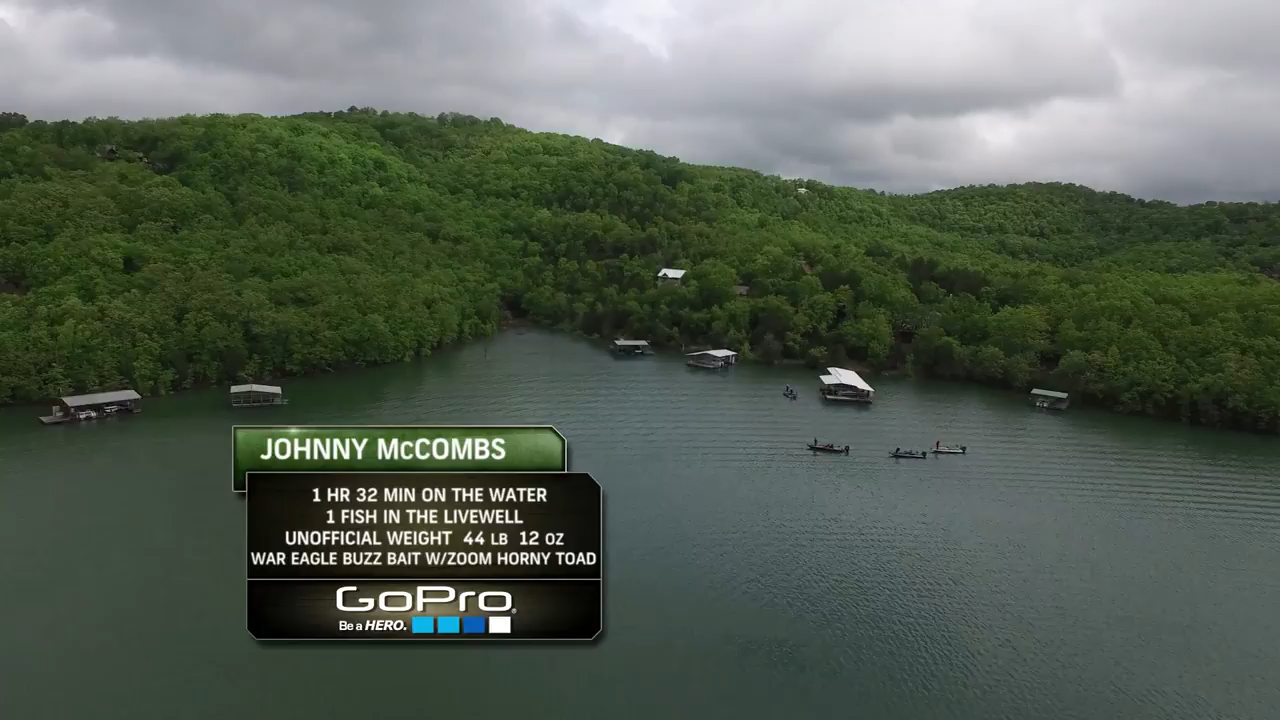 JOHNNY McCOMBS
1 HR 32 MIN ON THE WATER
1 FISH IN THE LIVEWELL
UNOFFICIAL WEIGHT 44 LB 12 OZ
WAR EAGLE BUZZ BAIT W/ZOOM HORNY TOAD
GoPro®
Be a HERO.